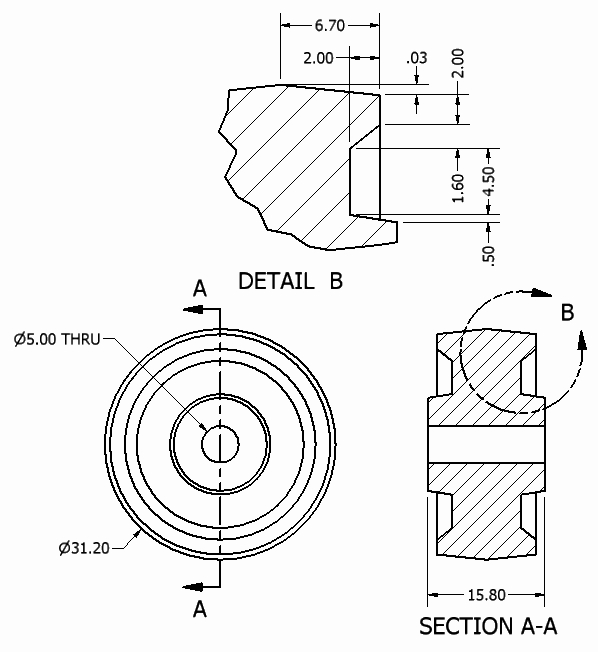 6.70
2.00
.03
2.00
1.60
4.50
.50
DETAIL B
A
Ø5.00 THRU
B
Ø31.20
A
15.80
SECTION A-A